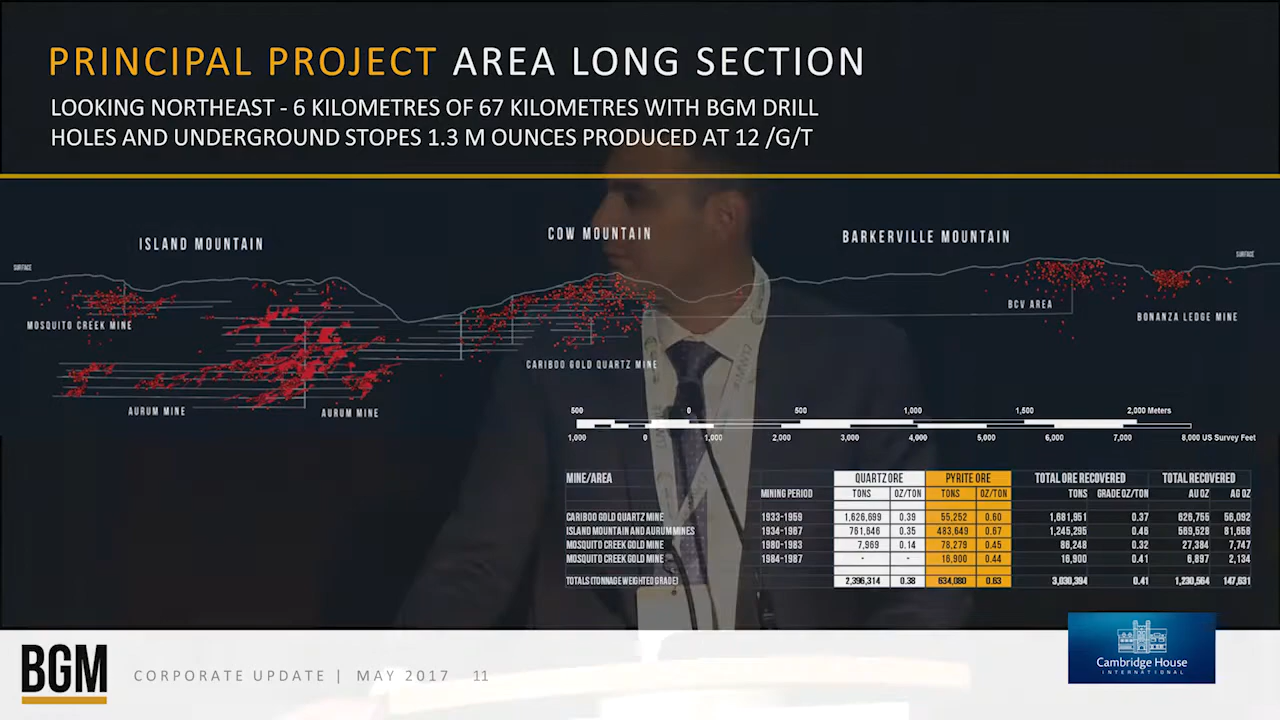 PRINCIPAL PROJECT AREA LONG SECTION
LOOKING NORTHEAST - 6 KILOMETRES OF 67 KILOMETRES WITH BGM DRILL
HOLES AND UNDERGROUND STOPES 1.3 M OUNCES PRODUCED AT 12 /G/T
ISLAND MOUNTAIN
COW MOUNTAIN
BARKERVILLE MOUNTAIN
SURFACE
SURFACE
MOSQUITO CREEK MINE
BCV AREA
BONANZA LEDGE MINE
CARIBOO GOLD QUARTZ MINE
AURUM MINE
AURUM MINE
500 0 500 1,000 1,500 2,000 Meters
1,000 0 1,000 2,000 3,000 4,000 5,000 6,000 7,000 8,000 US Survey Feet
MINE/AREA QUARTZ ORE PYRITE ORE TOTAL ORE RECOVERED TOTAL RECOVERED
MINING PERIOD TONS OZ/TON TONS OZ/TON TONS GRADE OZ/TON AU OZ AG OZ
CARIBOO GOLD QUARTZ MINE 1933-1959 1,626,699 0.39 55,252 0.60 1,681,951 0.37 626,755 56,092
ISLAND MOUNTAIN AND AURUM MINES 1934-1967 761,646 0.35 483,649 0.67 1,245,295 0.46 569,528 81,658
MOSQUITO CREEK GOLD MINE 1980-1983 7,969 0.14 78,279 0.45 86,248 0.32 27,384 7,747
MOSQUITO CREEK GOLD MINE 1984-1987 - - 16,900 0.44 16,900 0.41 6,897 2,134
TOTALS (TONNAGE WEIGHTED GRADE) 2,396,314 0.38 634,080 0.63 3,030,394 0.41 1,230,564 147,631
BGM
CORPORATE UPDATE | MAY 2017 11
Cambridge House
INTERNATIONAL